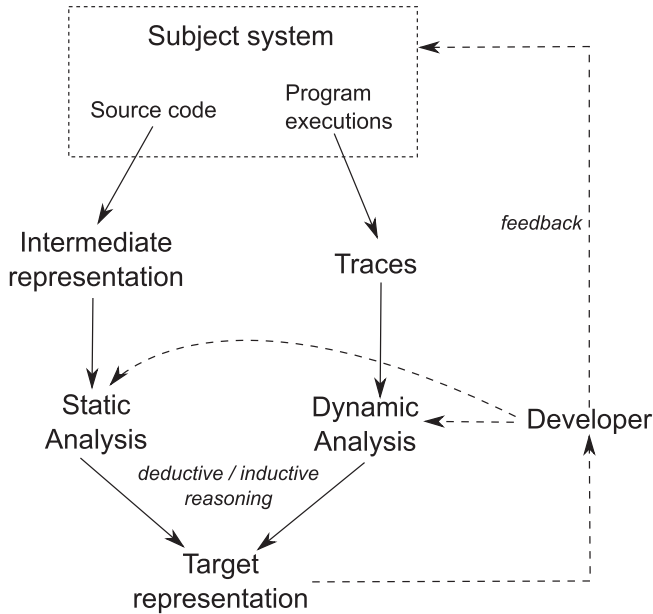 Subject system
Source code
Program
executions
feedback
Intermediate
representation
Traces
Static
Analysis
Dynamic
Analysis
Developer
deductive / inductive
reasoning
Target
representation